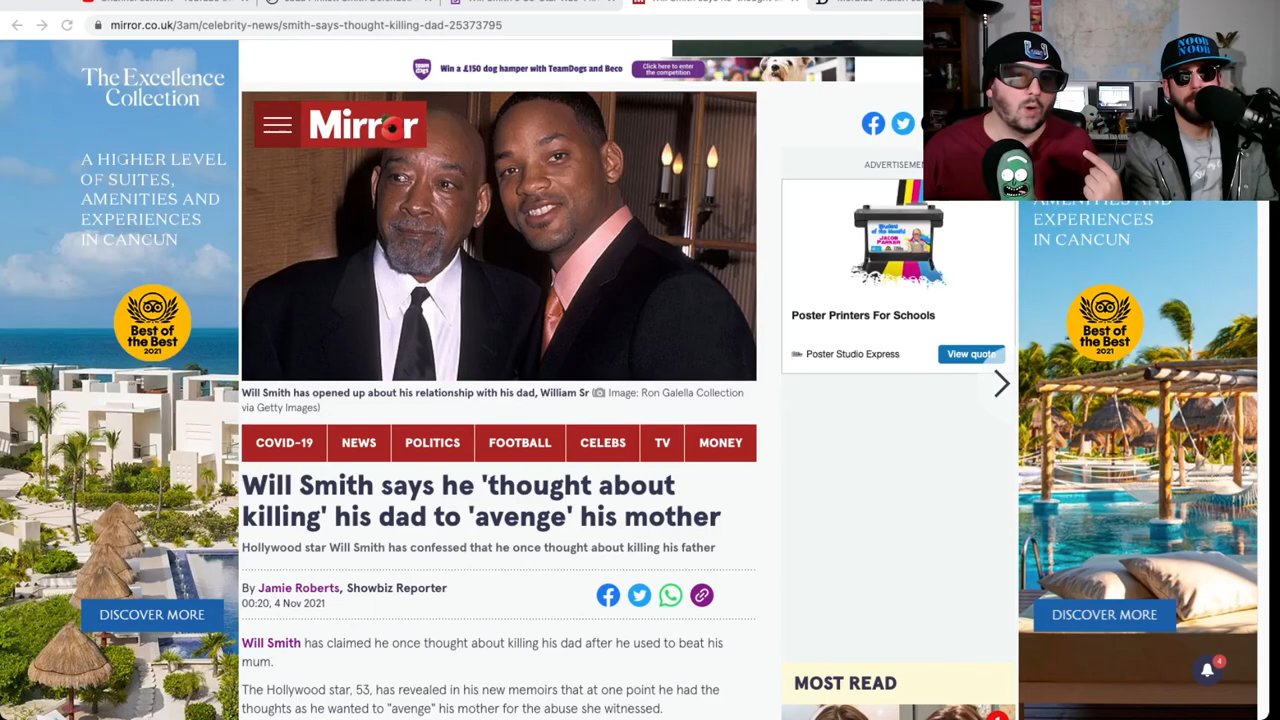 mirror.co.uk/3am/celebrity-news/smith-says-thought-killing-dad-25373795
The Excellence
Collection
A HIGHER LEVEL
OF SUITES,
AMENITIES AND
EXPERIENCES
IN CANCUN
Best of
the Best
2021
DISCOVER MORE
TEAM
DOGS
Win a £150 dog hamper with TeamDogs and Beco
Click here to enter
the competition
Mirror
Will Smith has opened up about his relationship with his dad, William Sr Image: Ron Galella Collection
via Getty Images)
COVID-19 NEWS POLITICS FOOTBALL CELEBS TV MONEY
Will Smith says he 'thought about
killing' his dad to 'avenge' his mother
Hollywood star Will Smith has confessed that he once thought about killing his father
By Jamie Roberts, Showbiz Reporter
00:20, 4 Nov 2021
Will Smith has claimed he once thought about killing his dad after he used to beat his
mum.
The Hollywood star, 53, has revealed in his new memoirs that at one point he had the
thoughts as he wanted to "avenge" his mother for the abuse she witnessed.
ADVERTISEMEN
JACOB
PARKER
Poster Printers For Schools
Poster Studio Express
View quote
MOST READ
NOOB
NOOB
AMENITIES AND
EXPERIENCES
IN CANCUN
Best of
the Best
2021
DISCOVER MORE
4